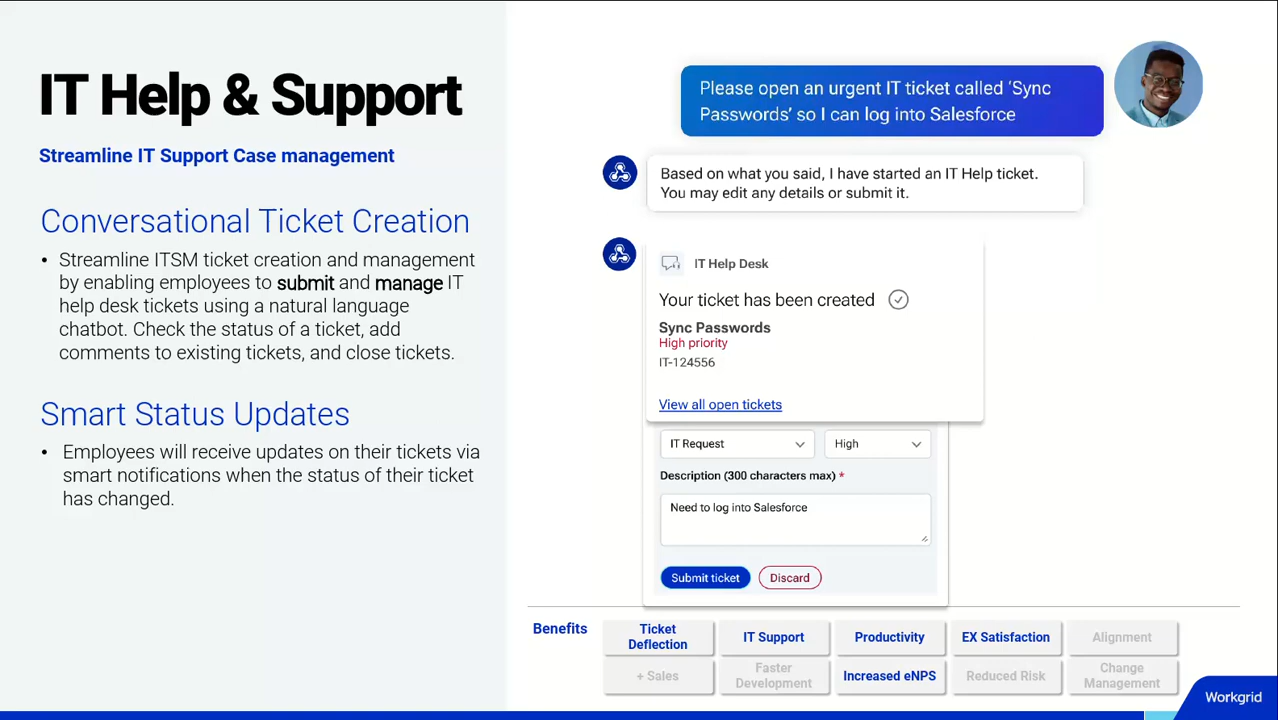 IT Help & Support
Streamline IT Support Case management
Conversational Ticket Creation
• Streamline ITSM ticket creation and management
by enabling employees to submit and manage IT
help desk tickets using a natural language
chatbot. Check the status of a ticket, add
comments to existing tickets, and close tickets.
Smart Status Updates
• Employees will receive updates on their tickets via
smart notifications when the status of their ticket
has changed.
Please open an urgent IT ticket called ‘Sync
Passwords’ so I can log into Salesforce
Based on what you said, I have started an IT Help ticket.
You may edit any details or submit it.
IT Help Desk
Your ticket has been created
Sync Passwords
High priority
IT-124556
View all open tickets
IT Request High
Description (300 characters max) *
Need to log into Salesforce
Submit ticket Discard
Benefits
Ticket
Deflection
IT Support
Productivity
EX Satisfaction
Alignment
+ Sales
Faster
Development
Increased eNPS
Reduced Risk
Change
Management
Workgrid